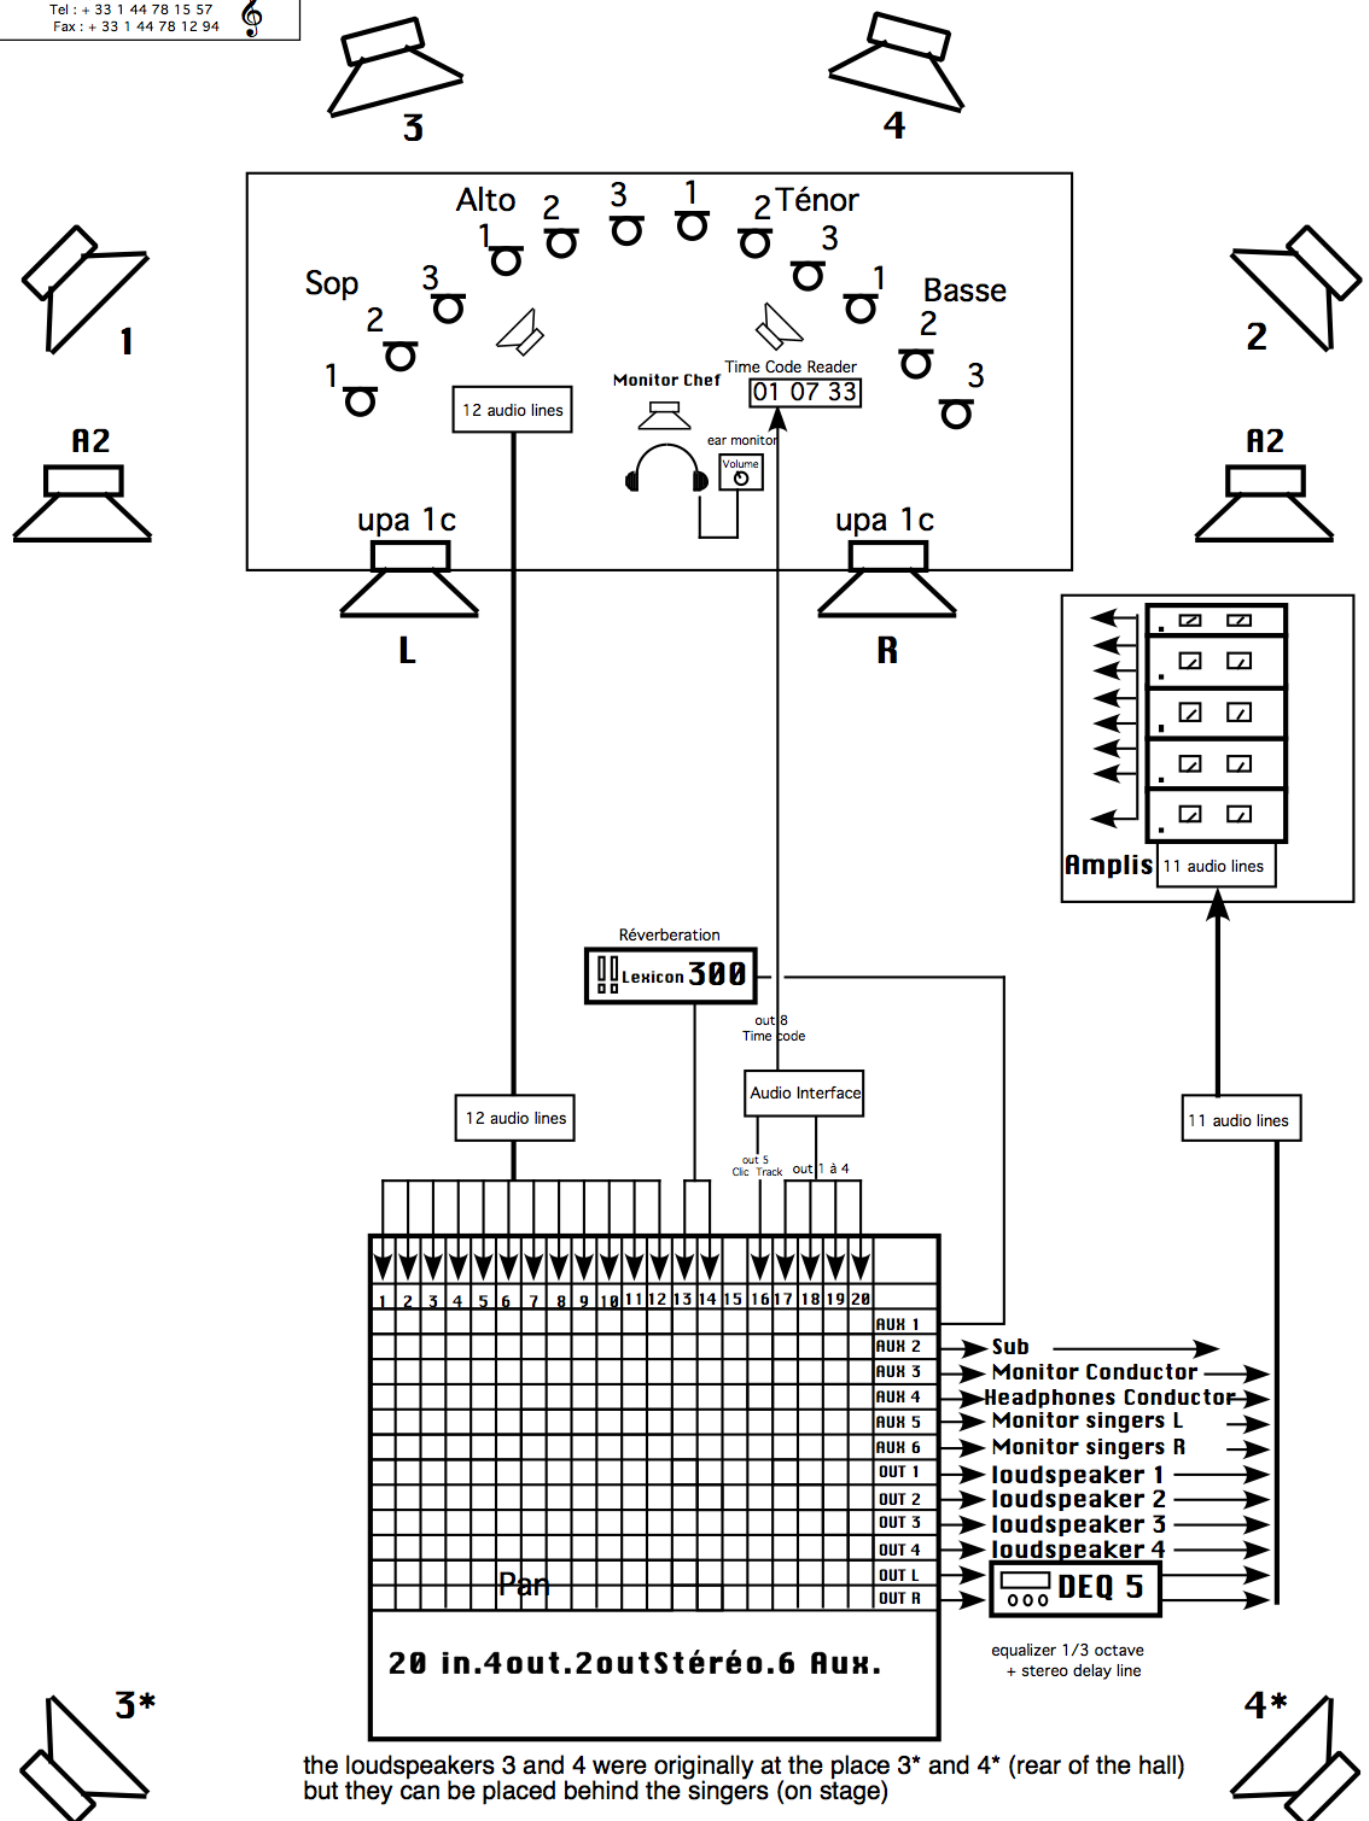 Tel : + 33 1 44 78 15 57
Fax : + 33 1 44 78 12 94
3
4
1
2
Alto
1
2
3
1
2
Ténor
3
Sop
1
2
3
1
Basse
2
3
Monitor Chef
Time Code Reader
01 07 33
12 audio lines
ear monitor
Volume
A2
A2
upa 1c
upa 1c
L
R
Amplis
11 audio lines
Réverberation
Lexicon 300
out 8
Time code
Audio Interface
12 audio lines
11 audio lines
out 5
Clic Track
out 1 à 4
1 2 3 4 5 6 7 8 9 10 11 12 13 14 15 16 17 18 19 20
AUX 1
AUX 2 Sub
AUX 3 Monitor Conductor
AUX 4 Headphones Conductor
AUX 5 Monitor singers L
AUX 6 Monitor singers R
OUT 1 loudspeaker 1
OUT 2 loudspeaker 2
OUT 3 loudspeaker 3
OUT 4 loudspeaker 4
OUT L
OUT R
DEQ 5
Pan
equalizer 1/3 octave
+ stereo delay line
20 in.4out.2outStéréo.6 Aux.
3*
4*
the loudspeakers 3 and 4 were originally at the place 3* and 4* (rear of the hall)
but they can be placed behind the singers (on stage)